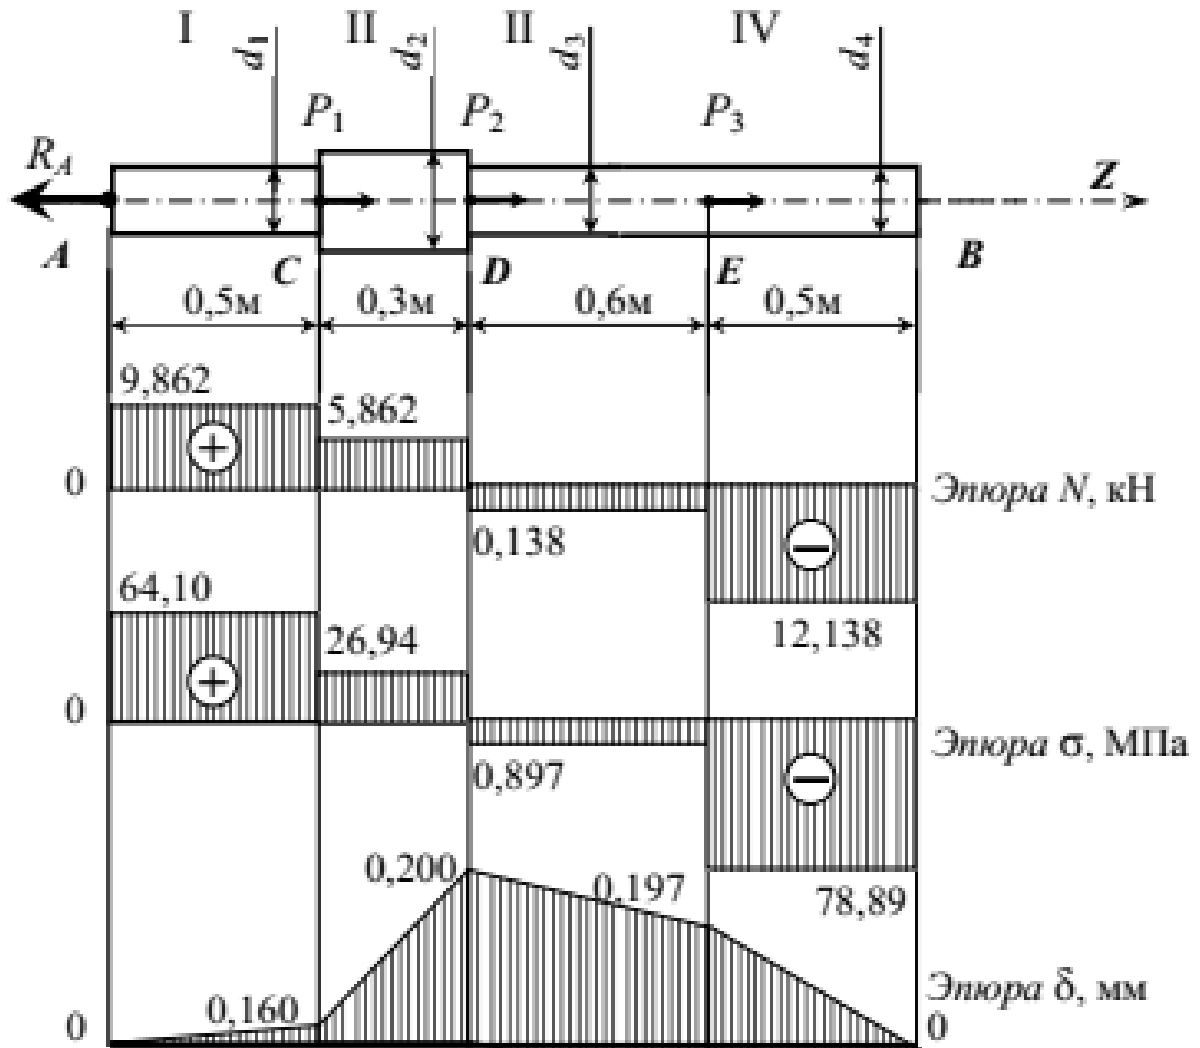 I II II IV
d₁ d₂ d₃ d₄
P₁ P₂ P₃
R_A
Z
A C D E B
0,5м 0,3м 0,6м 0,5м
9,862
5,862
+
0
Эпюра N, кН
0,138
−
64,10
12,138
26,94
+
0
Эпюра σ, МПа
0,897
−
0,200
0,197
78,89
Эпюра δ, мм
0,160
0
0